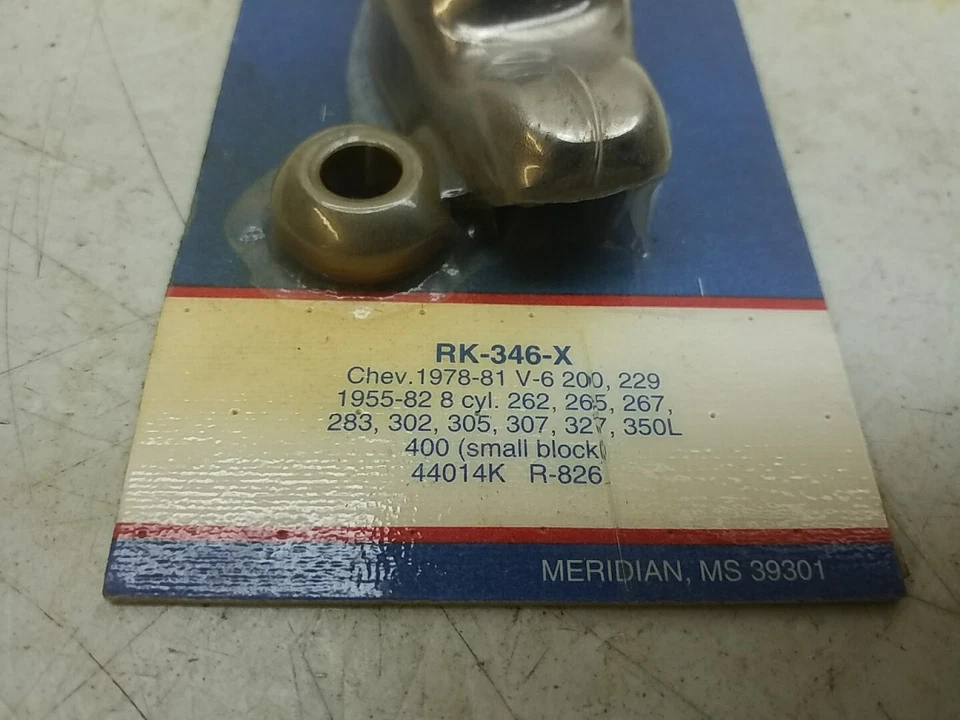 RK-346-X
Chev.1978-81 V-6 200, 229
1955-82 8 cyl. 262, 265, 267,
283, 302, 305, 307, 327, 350L
400 (small block)
44014K R-826
MERIDIAN, MS 39301